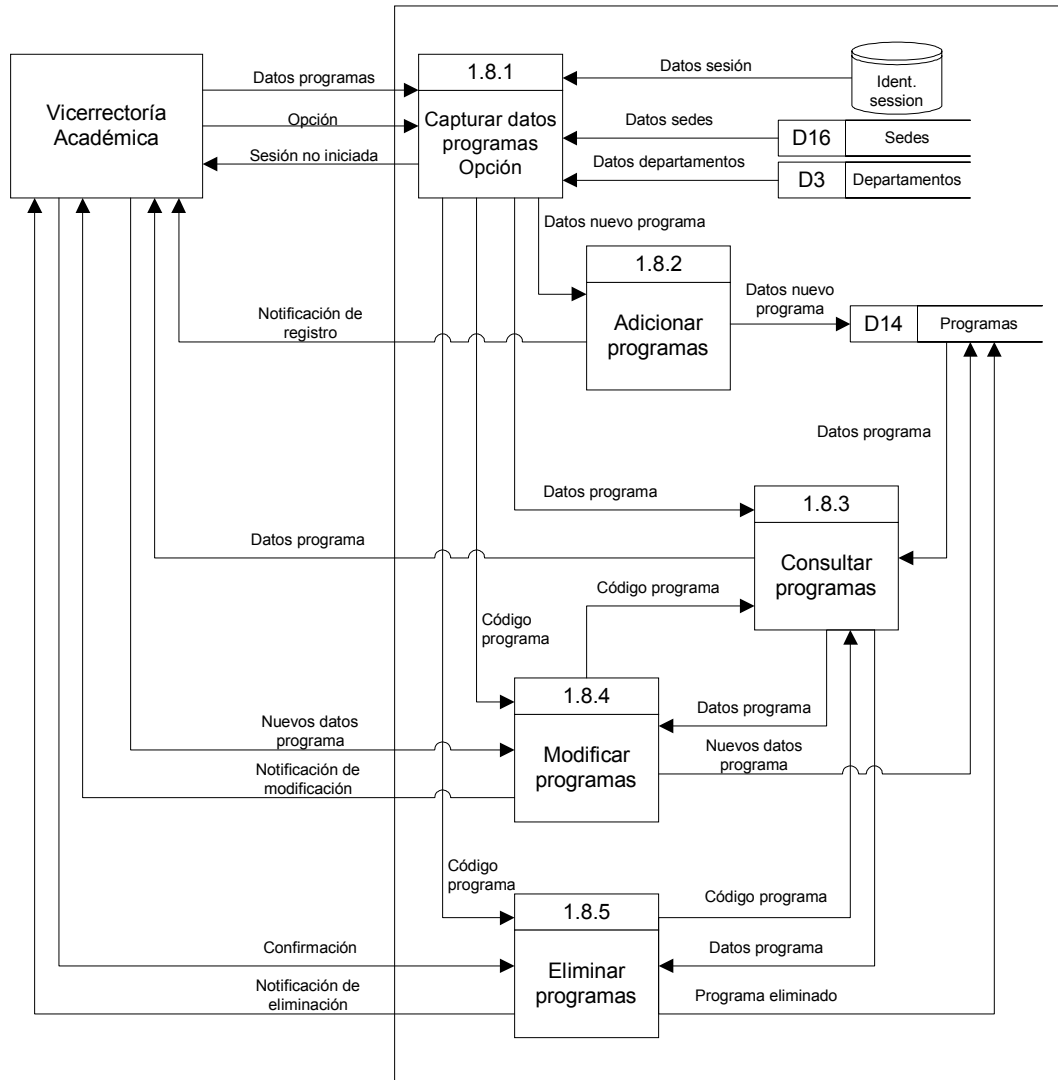 1.8.1
Datos programas
Datos sesión
Ident.
session
Vicerrectoría
Académica
Opción
Capturar datos
programas
Opción
Datos sedes
D16
Sedes
Sesión no iniciada
Datos departamentos
D3
Departamentos
Datos nuevo programa
1.8.2
Notificación de
registro
Adicionar
programas
Datos nuevo
programa
D14
Programas
Datos programa
Datos programa
1.8.3
Datos programa
Consultar
programas
Código programa
Código
programa
1.8.4
Datos programa
Nuevos datos
programa
Modificar
programas
Nuevos datos
programa
Notificación de
modificación
Código
programa
1.8.5
Código programa
Confirmación
Datos programa
Eliminar
programas
Notificación de
eliminación
Programa eliminado